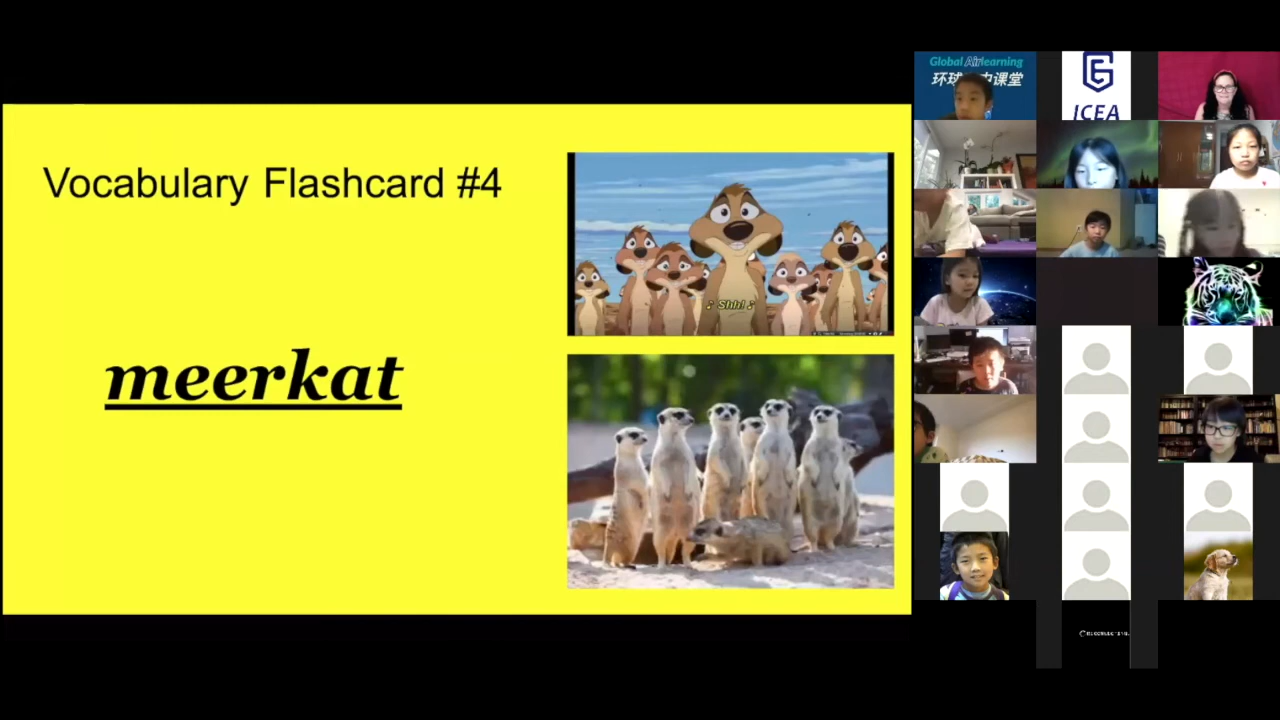 Vocabulary Flashcard #4
meerkat
♪ Shh! ♪
Global Airlearning
环球
课堂
ICEA